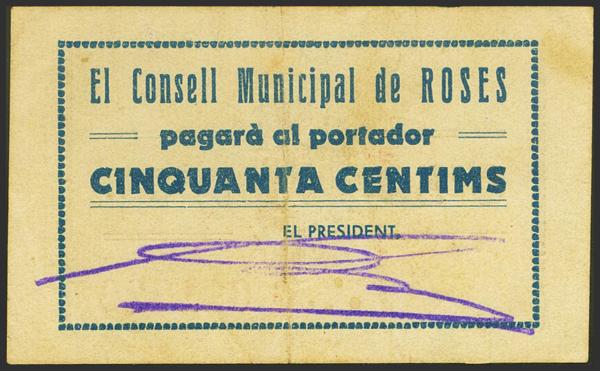 El Consell Municipal de ROSES
pagarà al portador
CINQUANTA CENTIMS
EL PRESIDENT,